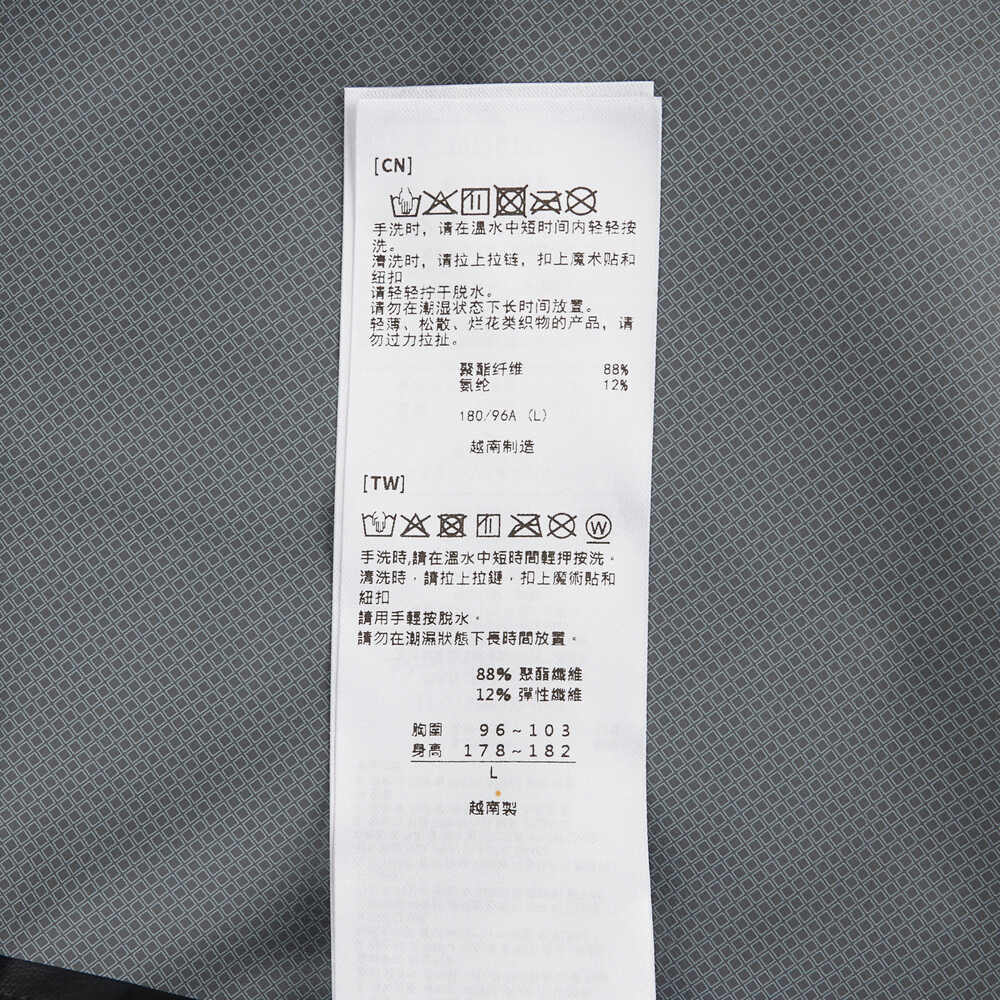 [CN]
手洗时，请在温水中短时间内轻轻按
洗。
清洗时，请拉上拉链，扣上魔术贴和
纽扣
请轻轻拧干脱水。
请勿在潮湿状态下长时间放置。
轻薄、松散、烂花类织物的产品，请
勿过力拉扯。
聚酯纤维 88%
氨纶 12%
180/96A (L)
越南制造
[TW]
W
手洗時,請在溫水中短時間輕押按洗。
清洗時，請拉上拉鏈，扣上魔術貼和
紐扣
請用手輕按脫水。
請勿在潮濕狀態下長時間放置。
88% 聚酯纖維
12% 彈性纖維
胸圍 96~103
身高 178~182
L
越南製